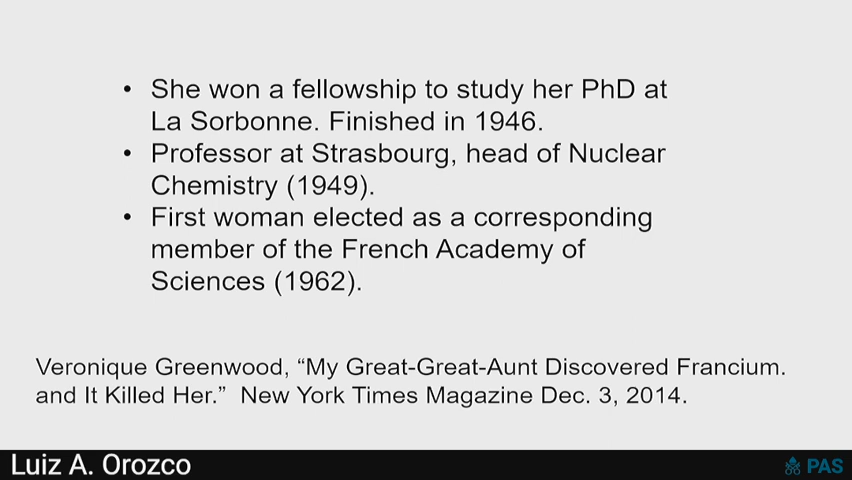 • She won a fellowship to study her PhD at
La Sorbonne. Finished in 1946.
• Professor at Strasbourg, head of Nuclear
Chemistry (1949).
• First woman elected as a corresponding
member of the French Academy of
Sciences (1962).
Veronique Greenwood, “My Great-Great-Aunt Discovered Francium.
and It Killed Her.” New York Times Magazine Dec. 3, 2014.
Luiz A. Orozco
PAS